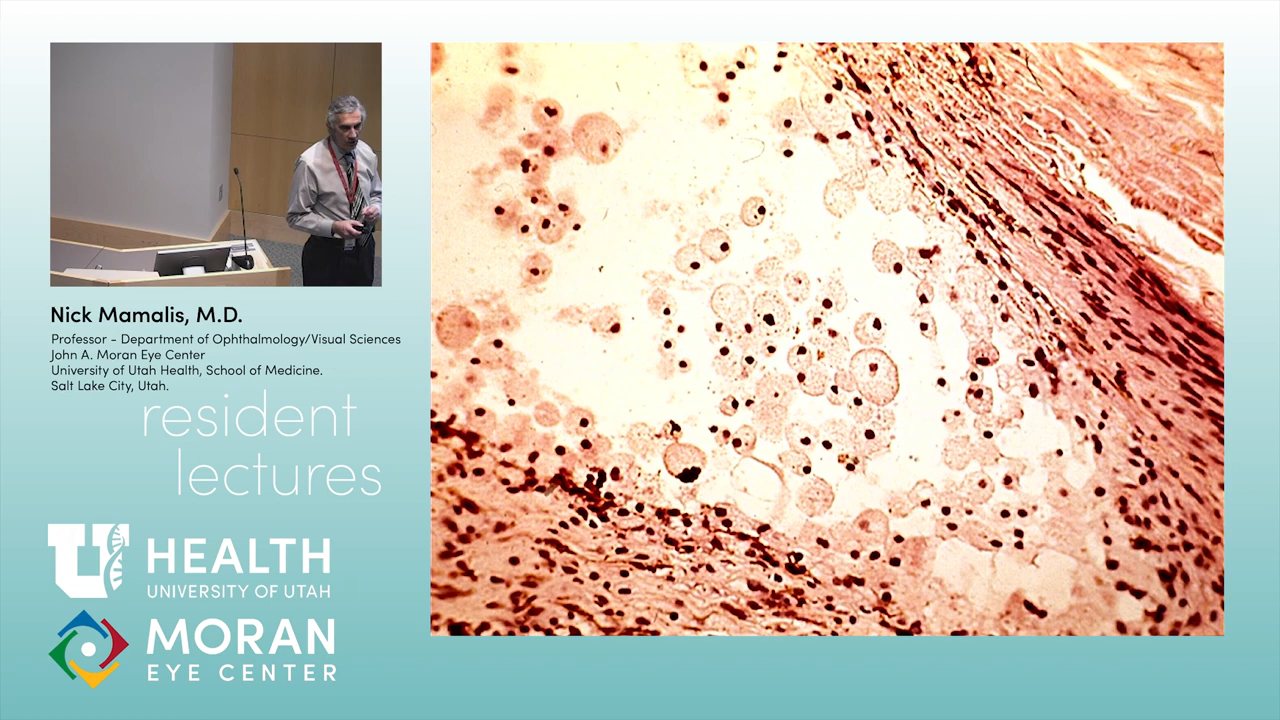 Nick Mamalis, M.D.
Professor - Department of Ophthalmology/Visual Sciences
John A. Moran Eye Center
University of Utah Health, School of Medicine.
Salt Lake City, Utah.
resident
lectures
U HEALTH
UNIVERSITY OF UTAH
MORAN
EYE CENTER